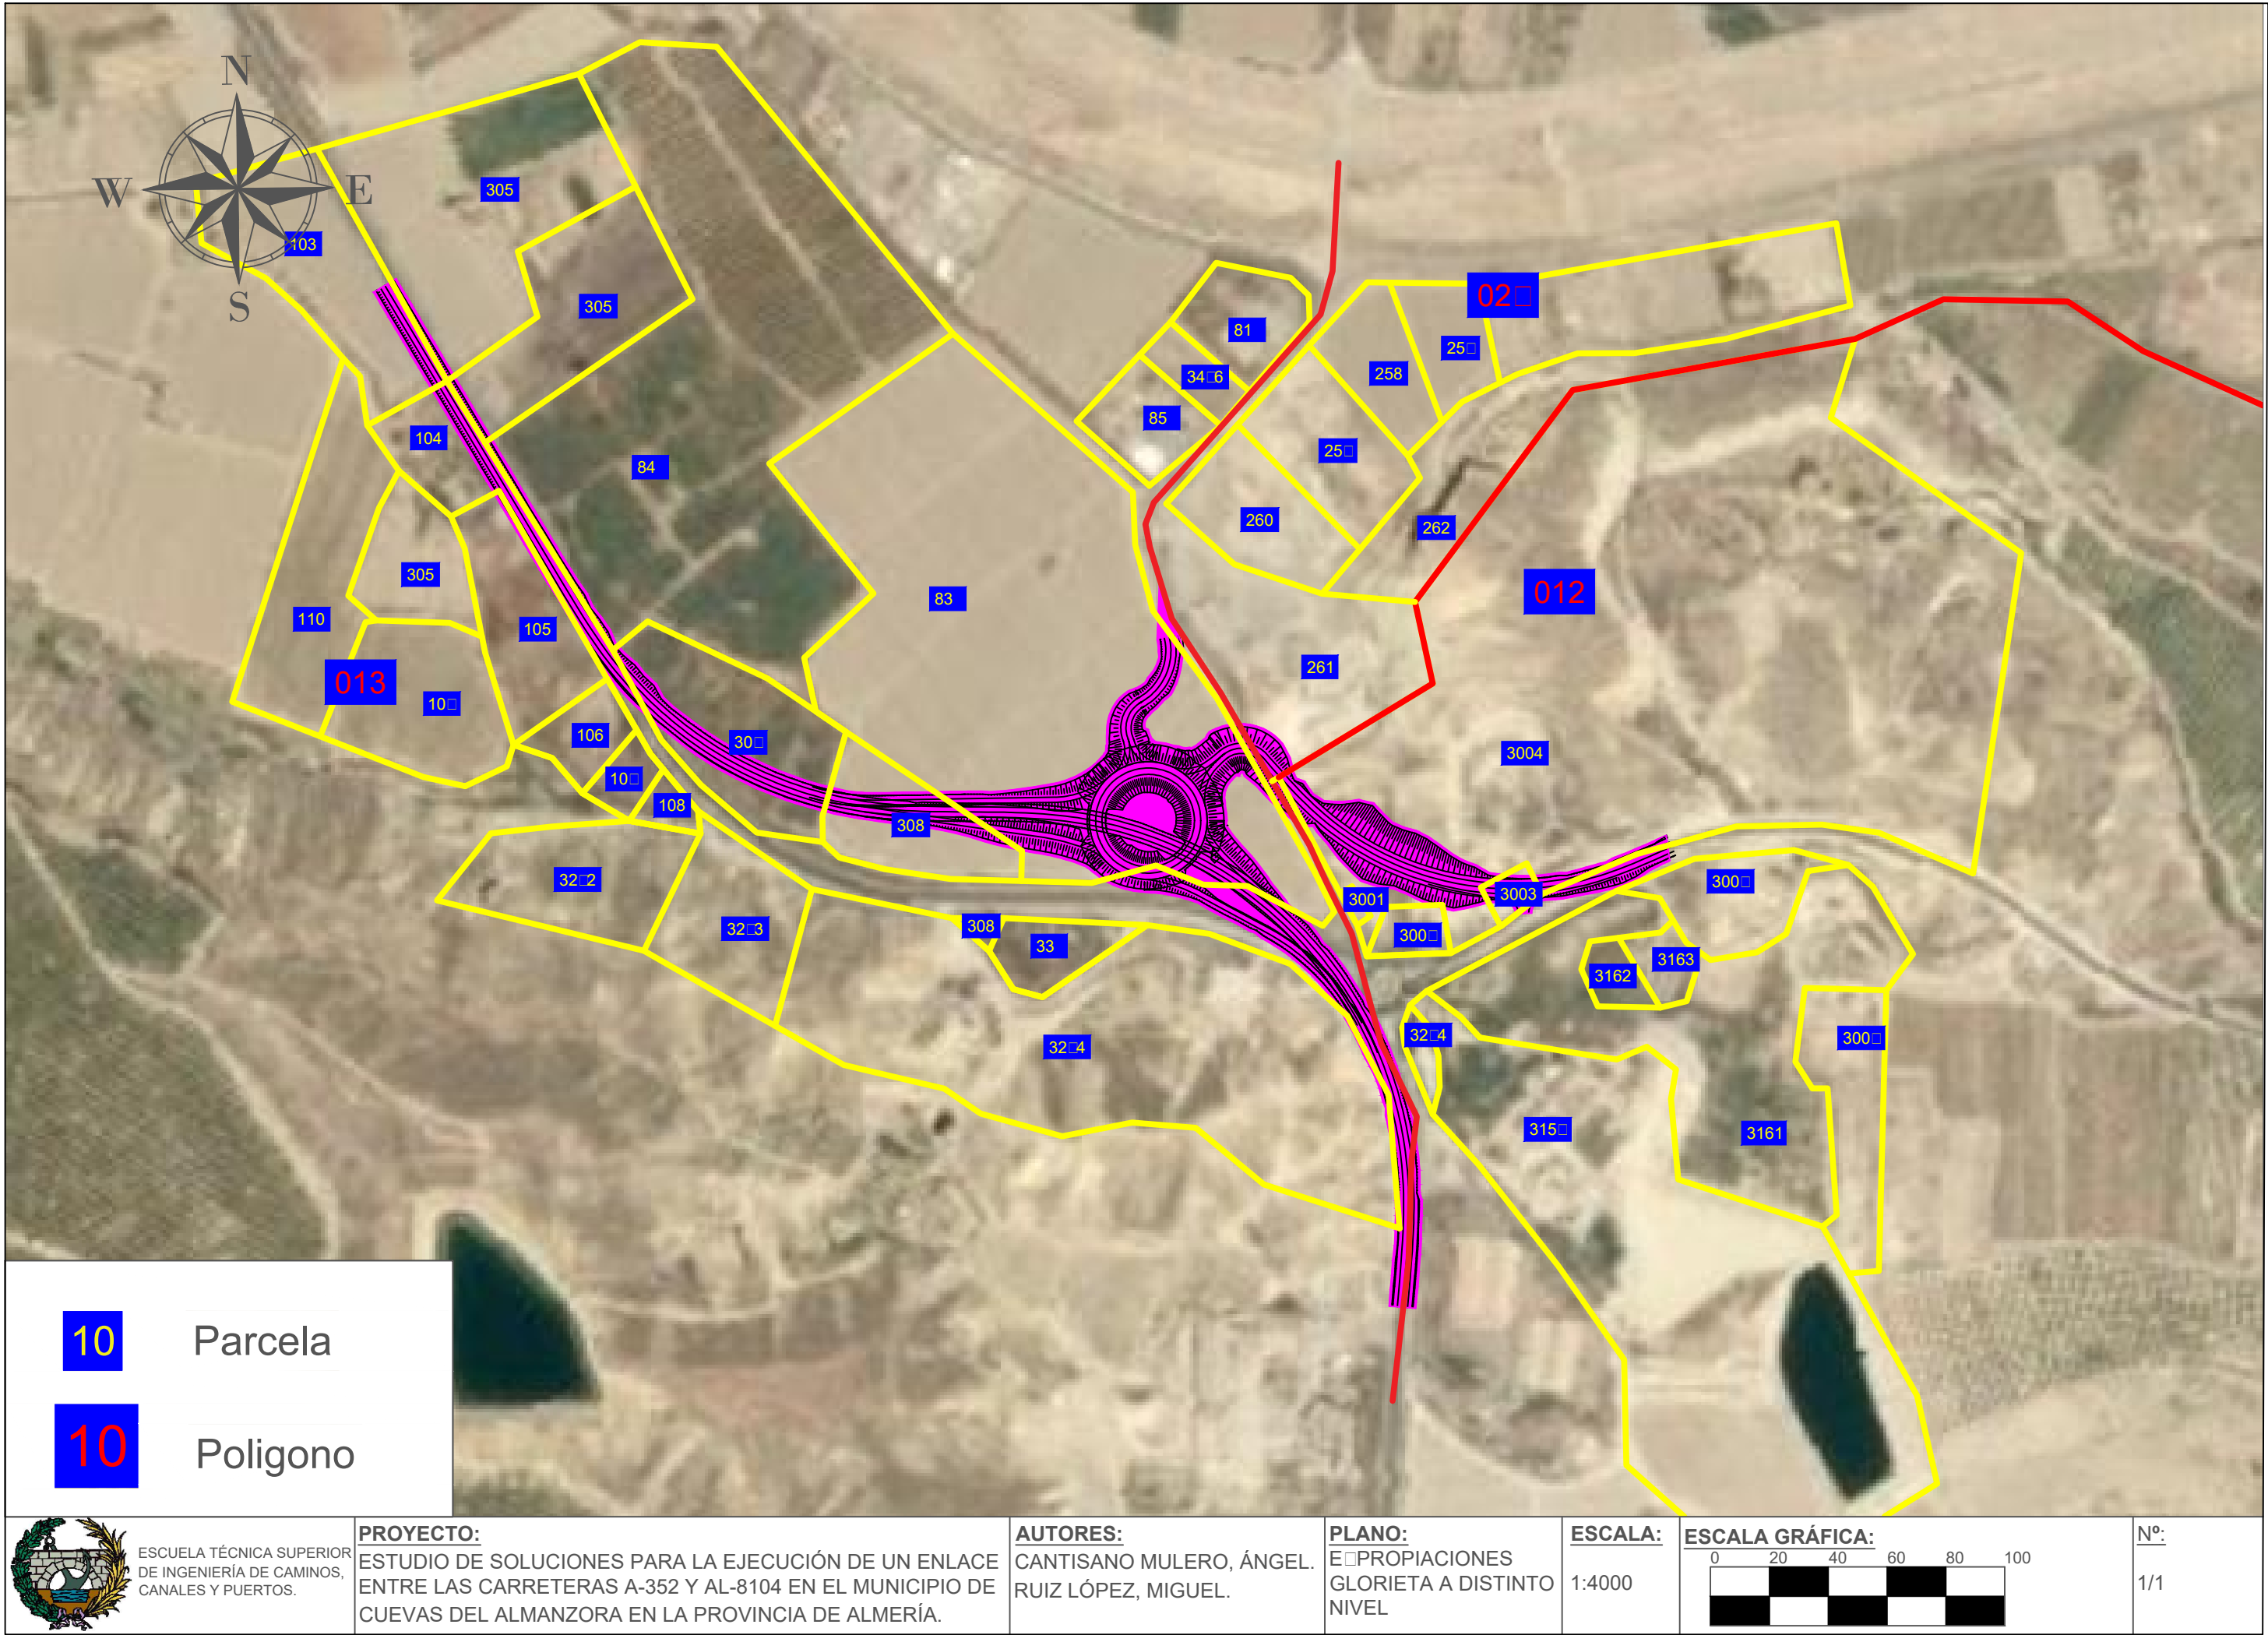 N
W
E
S
103
305
305
81
02□
34□6
25□
258
85
104
84
25□
260
262
305
83
012
110
105
261
013
10□
106
30□
3004
10□
108
308
32□2
3001
3003
300□
32□3
308
33
300□
3163
3162
32□4
32□4
300□
315□
3161
10 Parcela
10 Poligono
ESCUELA TÉCNICA SUPERIOR
DE INGENIERÍA DE CAMINOS,
CANALES Y PUERTOS.
PROYECTO:
ESTUDIO DE SOLUCIONES PARA LA EJECUCIÓN DE UN ENLACE
ENTRE LAS CARRETERAS A-352 Y AL-8104 EN EL MUNICIPIO DE
CUEVAS DEL ALMANZORA EN LA PROVINCIA DE ALMERÍA.
AUTORES:
CANTISANO MULERO, ÁNGEL.
RUIZ LÓPEZ, MIGUEL.
PLANO:
E□PROPIACIONES
GLORIETA A DISTINTO
NIVEL
ESCALA:
1:4000
ESCALA GRÁFICA:
0 20 40 60 80 100
Nº:
1/1